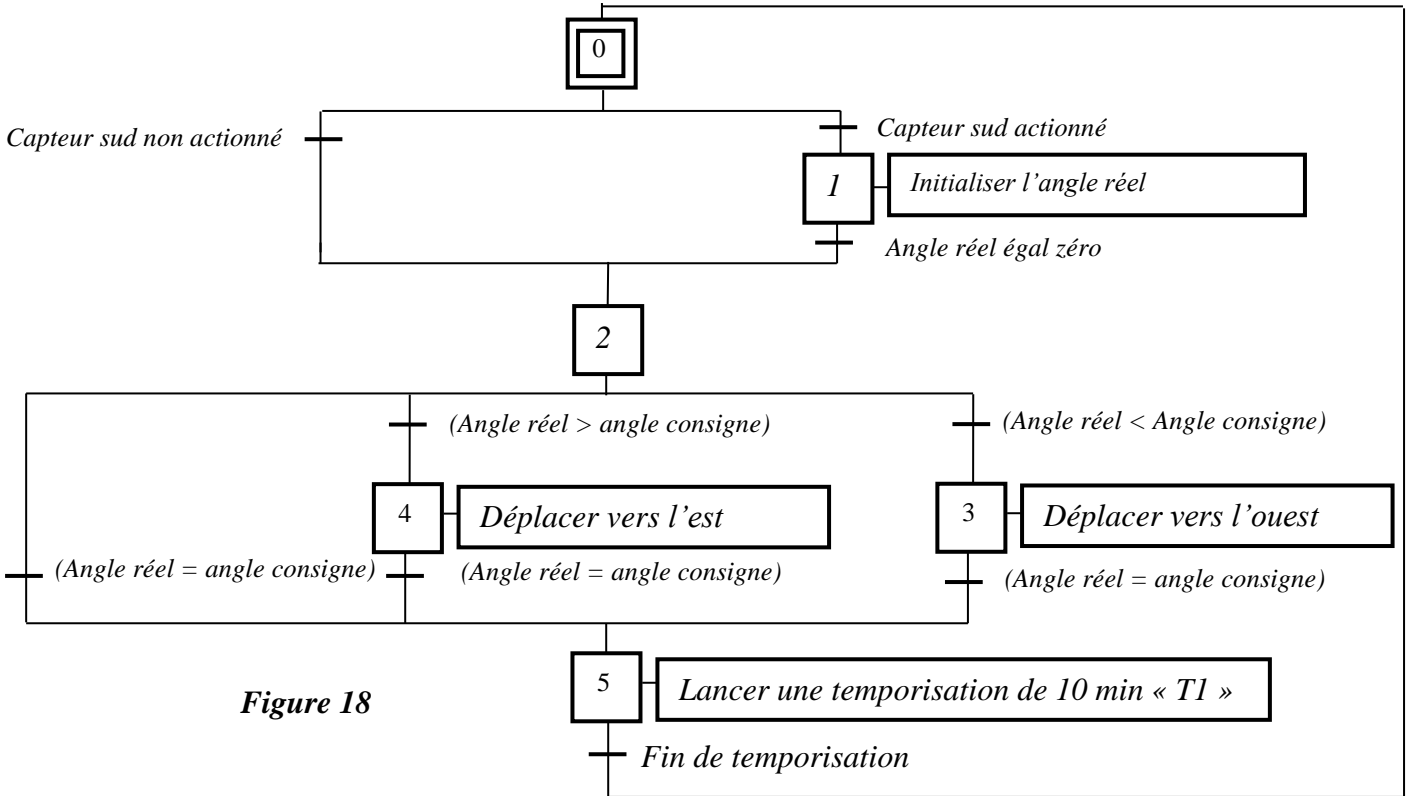 0
Capteur sud non actionné
Capteur sud actionné
1
Initialiser l’angle réel
Angle réel égal zéro
2
(Angle réel > angle consigne)
(Angle réel < Angle consigne)
4
Déplacer vers l’est
3
Déplacer vers l’ouest
(Angle réel = angle consigne)
(Angle réel = angle consigne)
(Angle réel = angle consigne)
5
Lancer une temporisation de 10 min « T1 »
Figure 18
Fin de temporisation